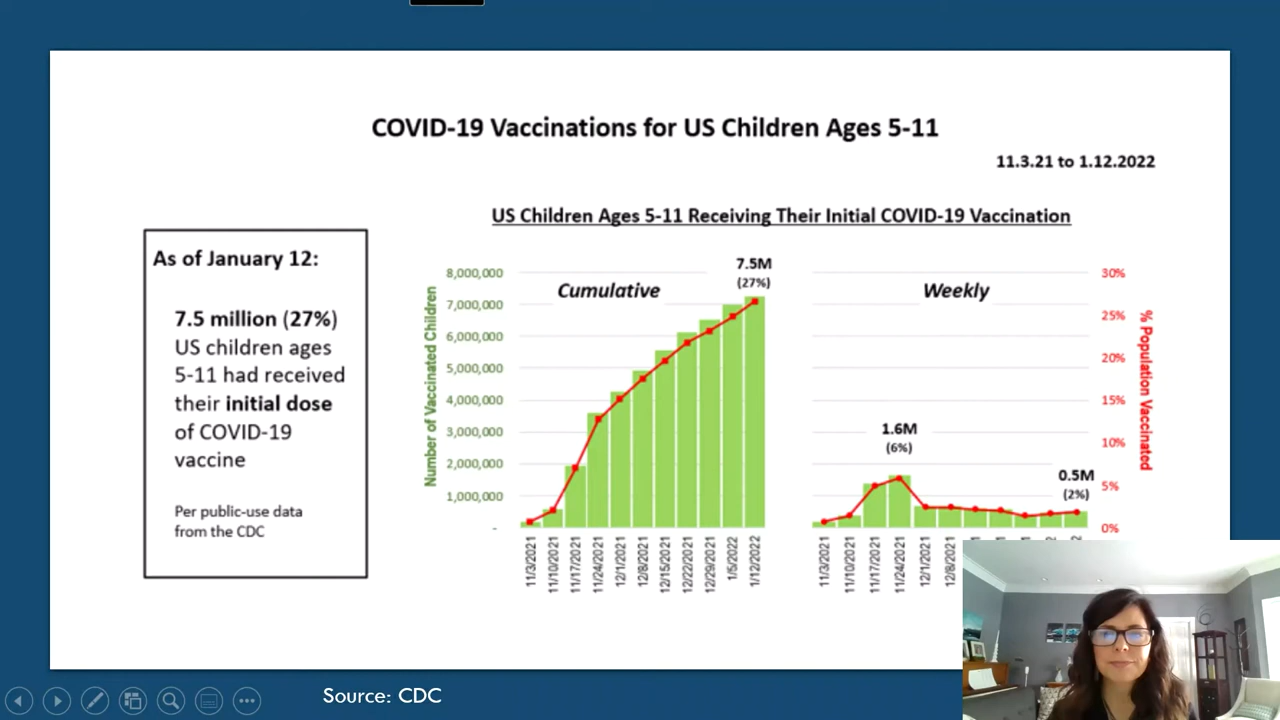 COVID-19 Vaccinations for US Children Ages 5-11
11.3.21 to 1.12.2022
US Children Ages 5-11 Receiving Their Initial COVID-19 Vaccination
As of January 12:
7.5 million (27%)
US children ages
5-11 had received
their initial dose
of COVID-19
vaccine
Per public-use data
from the CDC
Number of Vaccinated Children
8,000,000
7,000,000
6,000,000
5,000,000
4,000,000
3,000,000
2,000,000
1,000,000
-
Cumulative
7.5M
(27%)
11/3/2021
11/10/2021
11/17/2021
11/24/2021
12/1/2021
12/8/2021
12/15/2021
12/22/2021
12/29/2021
1/5/2022
1/12/2022
Weekly
1.6M
(6%)
0.5M
(2%)
30%
25%
20%
15%
10%
5%
0%
% Population Vaccinated
11/3/2021
11/10/2021
11/17/2021
11/24/2021
12/1/2021
12/8/2021
Source: CDC